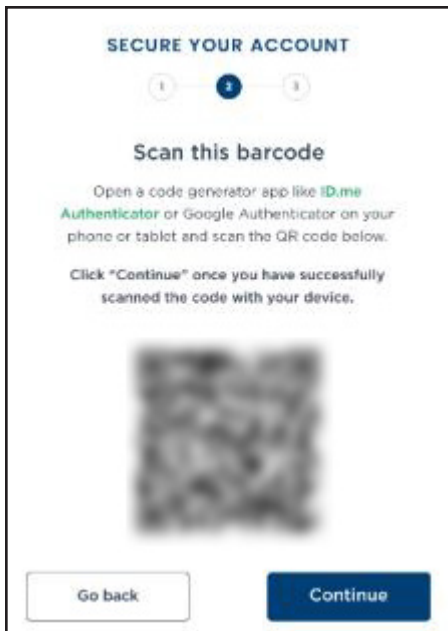 SECURE YOUR ACCOUNT
1 2 3
Scan this barcode
Open a code generator app like ID.me
Authenticator or Google Authenticator on your
phone or tablet and scan the QR code below.
Click "Continue" once you have successfully
scanned the code with your device.
Go back Continue